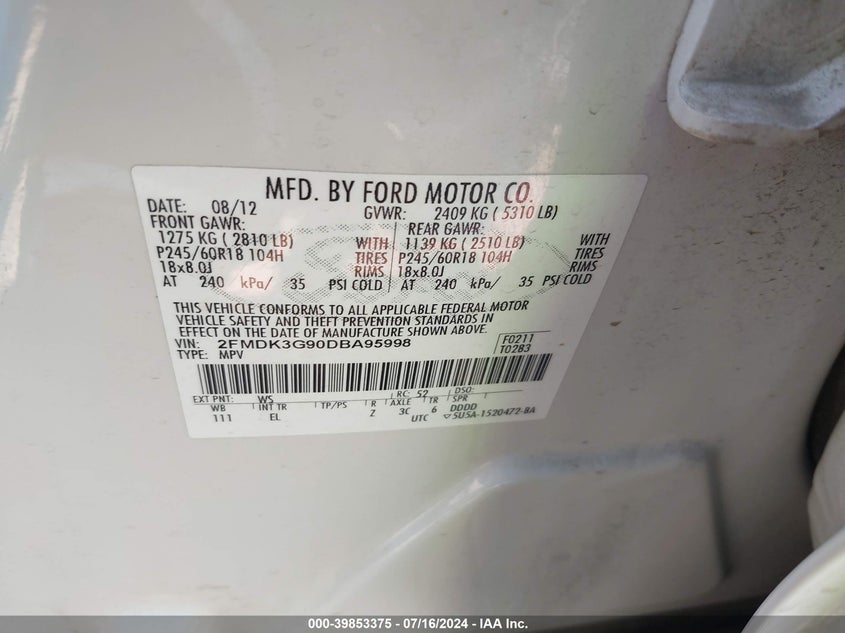 MFD. BY FORD MOTOR CO.
DATE: 08/12 GVWR: 2409 KG ( 5310 LB)
FRONT GAWR: REAR GAWR:
1275 KG ( 2810 LB) WITH 1139 KG ( 2510 LB) WITH
P245/60R18 104H TIRES P245/60R18 104H TIRES
18x8.0J RIMS 18x8.0J RIMS
AT 240 kPa/ 35 PSI COLD AT 240 kPa/ 35 PSI COLD
THIS VEHICLE CONFORMS TO ALL APPLICABLE FEDERAL MOTOR
VEHICLE SAFETY AND THEFT PREVENTION STANDARDS IN
EFFECT ON THE DATE OF MANUFACTURE SHOWN ABOVE.
VIN: 2FMDK3G90DBA95998 F0211
TYPE: MPV T0283
EXT PNT: WS RC: 52 DSO:
WB INT TR TP/PS R AXLE TR SPR
111 EL Z 3C 6 DDDD
UTC 5U5A-1520472-BA
000-39853375 / 07/16/2024 - IAA Inc.